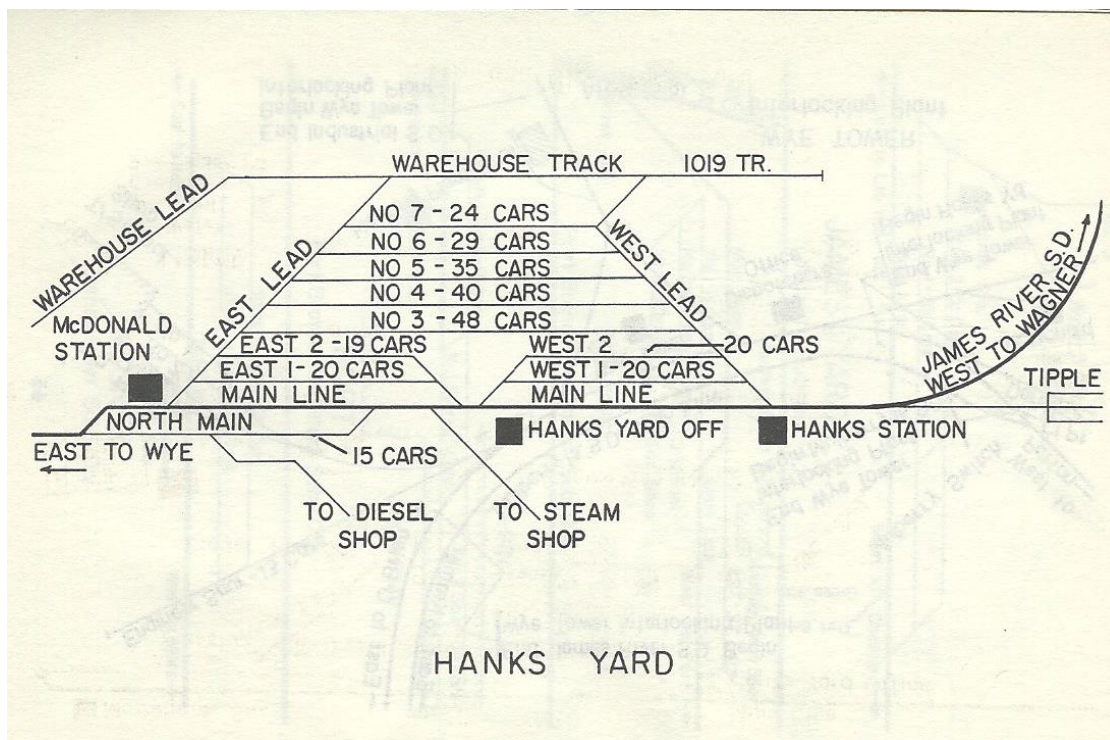 WAREHOUSE TRACK
1019 TR.
WAREHOUSE LEAD
NO 7 - 24 CARS
NO 6 - 29 CARS
NO 5 - 35 CARS
NO 4 - 40 CARS
NO 3 - 48 CARS
EAST LEAD
WEST LEAD
McDONALD
STATION
EAST 2 -19 CARS
WEST 2
20 CARS
EAST 1-20 CARS
WEST 1-20 CARS
MAIN LINE
MAIN LINE
JAMES RIVER S.D.
WEST TO WAGNER
TIPPLE
NORTH MAIN
HANKS YARD OFF
HANKS STATION
EAST TO WYE
15 CARS
TO DIESEL
SHOP
TO STEAM
SHOP
HANKS YARD